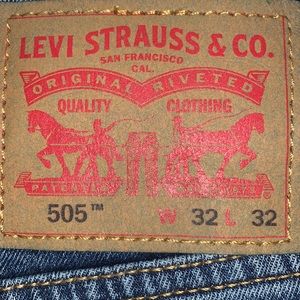 LEVI STRAUSS & CO.
SAN FRANCISCO
CAL.
ORIGINAL RIVETED
QUALITY CLOTHING
505™ W 32 L 32